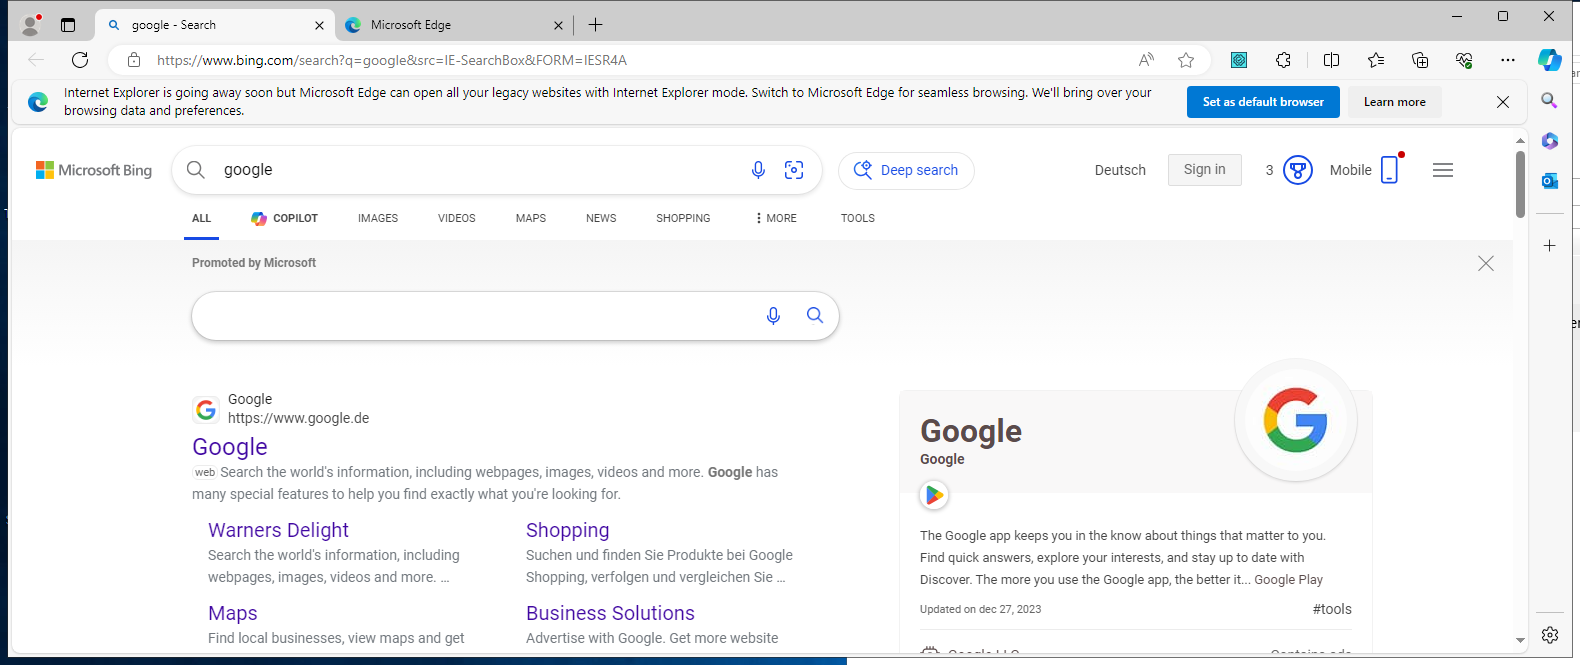 google - Search
Microsoft Edge
https://www.bing.com/search?q=google&src=IE-SearchBox&FORM=IESR4A
Internet Explorer is going away soon but Microsoft Edge can open all your legacy websites with Internet Explorer mode. Switch to Microsoft Edge for seamless browsing. We'll bring over your
browsing data and preferences.
Set as default browser
Learn more
Microsoft Bing
google
Deep search
Deutsch
Sign in
3
Mobile
ALL
COPILOT
IMAGES
VIDEOS
MAPS
NEWS
SHOPPING
MORE
TOOLS
Promoted by Microsoft
Google
https://www.google.de
Google
web Search the world's information, including webpages, images, videos and more. Google has
many special features to help you find exactly what you're looking for.
Warners Delight
Search the world's information, including
webpages, images, videos and more. ...
Shopping
Suchen und finden Sie Produkte bei Google
Shopping, verfolgen und vergleichen Sie ...
Maps
Find local businesses, view maps and get
Business Solutions
Advertise with Google. Get more website
Google
Google
The Google app keeps you in the know about things that matter to you.
Find quick answers, explore your interests, and stay up to date with
Discover. The more you use the Google app, the better it... Google Play
Updated on dec 27, 2023
#tools
Google LLC
Contains ads